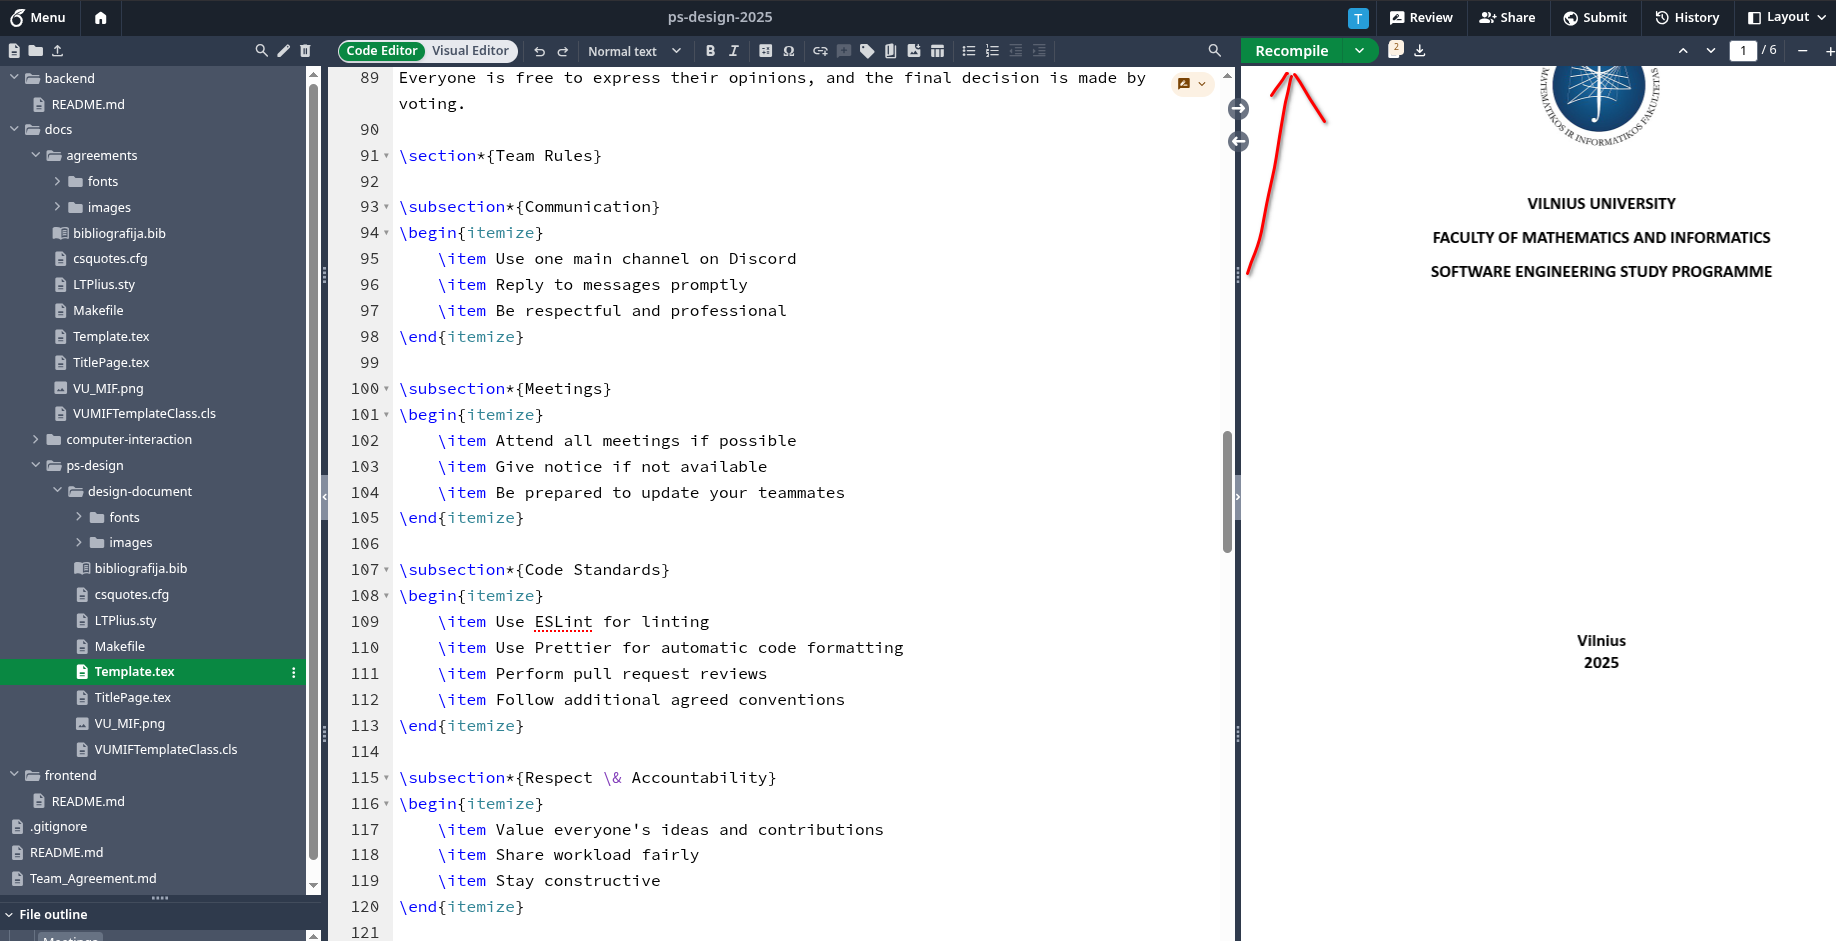 Menu
ps-design-2025
T
Review
Share
Submit
History
Layout
Code Editor
Visual Editor
Normal text
B
I
Ω
Recompile
2
1
/ 6
backend
README.md
docs
agreements
fonts
images
bibliografija.bib
csquotes.cfg
LTPlius.sty
Makefile
Template.tex
TitlePage.tex
VU_MIF.png
VUMIFTemplateClass.cls
computer-interaction
ps-design
design-document
fonts
images
bibliografija.bib
csquotes.cfg
LTPlius.sty
Makefile
Template.tex
TitlePage.tex
VU_MIF.png
VUMIFTemplateClass.cls
frontend
README.md
.gitignore
README.md
Team_Agreement.md
File outline
Meetings
89 Everyone is free to express their opinions, and the final decision is made by
voting.
90
91 \section*{Team Rules}
92
93 \subsection*{Communication}
94 \begin{itemize}
95 \item Use one main channel on Discord
96 \item Reply to messages promptly
97 \item Be respectful and professional
98 \end{itemize}
99
100 \subsection*{Meetings}
101 \begin{itemize}
102 \item Attend all meetings if possible
103 \item Give notice if not available
104 \item Be prepared to update your teammates
105 \end{itemize}
106
107 \subsection*{Code Standards}
108 \begin{itemize}
109 \item Use ESLint for linting
110 \item Use Prettier for automatic code formatting
111 \item Perform pull request reviews
112 \item Follow additional agreed conventions
113 \end{itemize}
114
115 \subsection*{Respect \& Accountability}
116 \begin{itemize}
117 \item Value everyone's ideas and contributions
118 \item Share workload fairly
119 \item Stay constructive
120 \end{itemize}
121
MATEMATIKOS IR INFORMATIKOS FAKULTETAS
VILNIUS UNIVERSITY
FACULTY OF MATHEMATICS AND INFORMATICS
SOFTWARE ENGINEERING STUDY PROGRAMME
Vilnius
2025